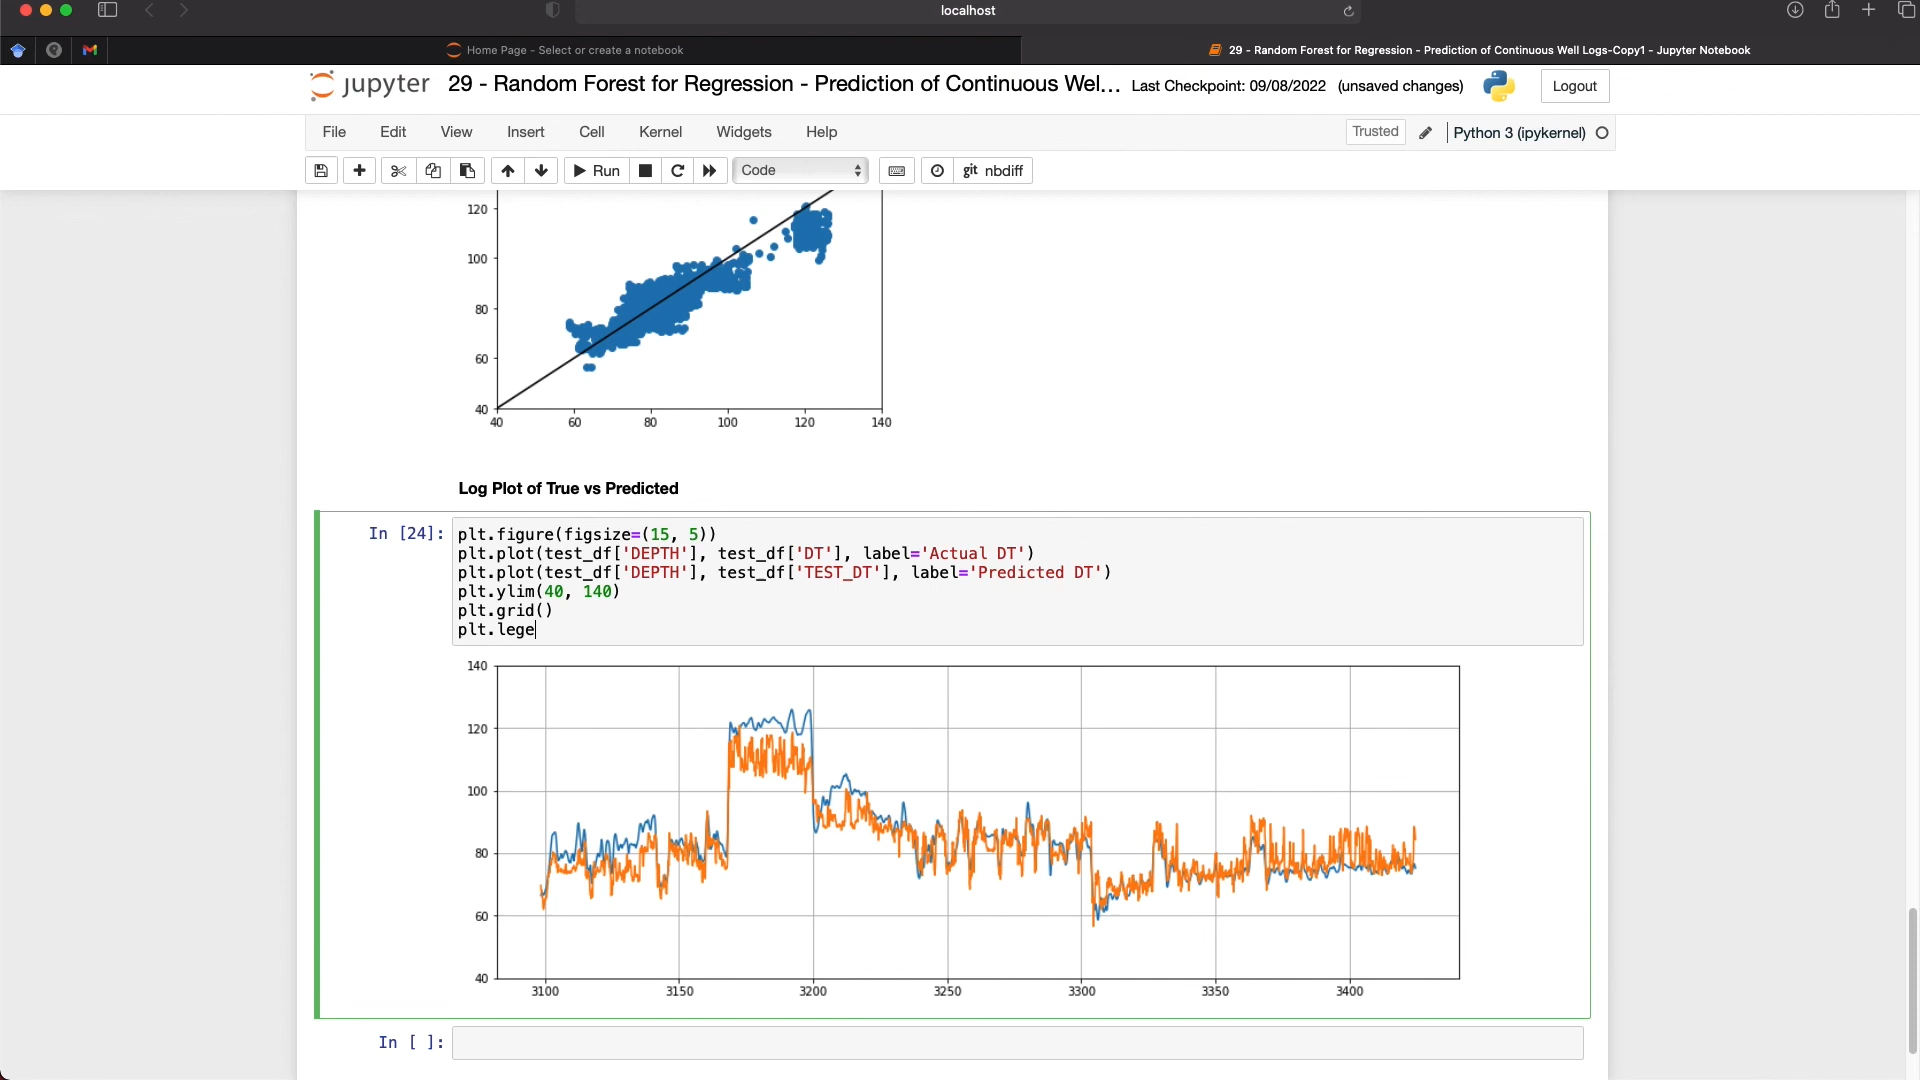 localhost
Home Page - Select or create a notebook
29 - Random Forest for Regression - Prediction of Continuous Well Logs-Copy1 - Jupyter Notebook
jupyter 29 - Random Forest for Regression - Prediction of Continuous Wel... Last Checkpoint: 09/08/2022 (unsaved changes) Logout
File Edit View Insert Cell Kernel Widgets Help Trusted Python 3 (ipykernel)
Run Code git nbdiff
120
100
80
60
40
40 60 80 100 120 140
Log Plot of True vs Predicted
In [24]: plt.figure(figsize=(15, 5))
plt.plot(test_df['DEPTH'], test_df['DT'], label='Actual DT')
plt.plot(test_df['DEPTH'], test_df['TEST_DT'], label='Predicted DT')
plt.ylim(40, 140)
plt.grid()
plt.lege
140
120
100
80
60
40
3100 3150 3200 3250 3300 3350 3400
In [ ]: